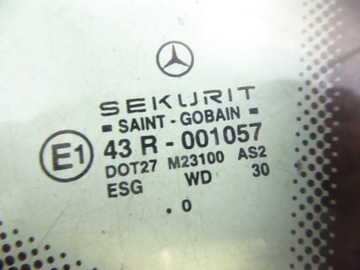 SEKURIT
▪ SAINT - GOBAIN ▪
E1 43 R - 001057
DOT27 M23100 AS2
ESG WD 30
. 0